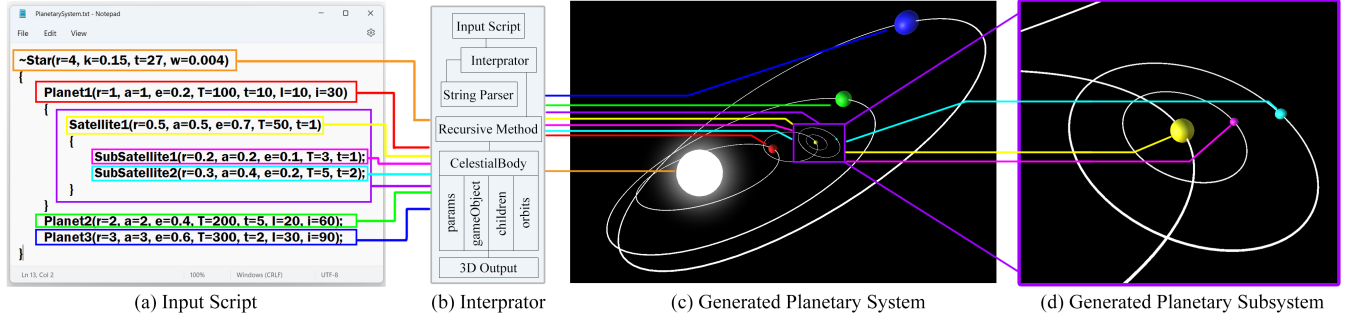 PlanetarySystem.txt - Notepad
File Edit View
~Star(r=4, k=0.15, t=27, w=0.004)
{
Planet1(r=1, a=1, e=0.2, T=100, t=10, I=10, i=30)
{
Satellite1(r=0.5, a=0.5, e=0.7, T=50, t=1)
{
SubSatellite1(r=0.2, a=0.2, e=0.1, T=3, t=1);
SubSatellite2(r=0.3, a=0.4, e=0.2, T=5, t=2);
}
}
Planet2(r=2, a=2, e=0.4, T=200, t=5, I=20, i=60);
Planet3(r=3, a=3, e=0.6, T=300, t=2, I=30, i=90);
}
Ln 13, Col 2 100% Windows (CRLF) UTF-8
Input Script
Interprator
String Parser
Recursive Method
CelestialBody
params
gameObject
children
orbits
3D Output
(a) Input Script
(b) Interprator
(c) Generated Planetary System
(d) Generated Planetary Subsystem